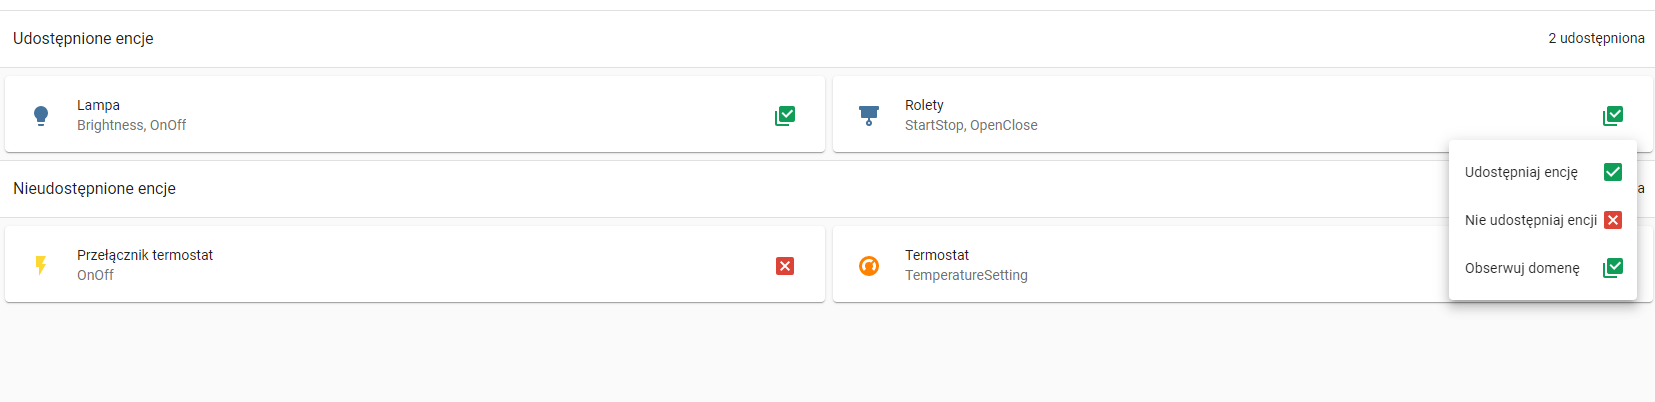 Udostępnione encje
2 udostępniona
Lampa
Brightness, OnOff
Rolety
StartStop, OpenClose
Udostępniaj encję
Nie udostępniaj encji
Obserwuj domenę
Nieudostępnione encje
Przełącznik termostat
OnOff
Termostat
TemperatureSetting